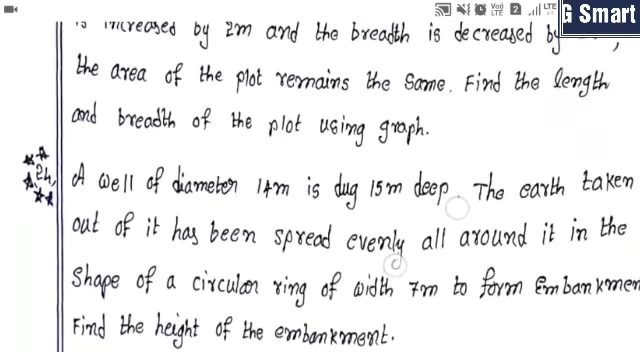 LTE
LTE
G Smart
is increased by 2m and the breadth is decreased by
the area of the plot remains the same. Find the length
and breadth of the plot using graph.
24, A well of diameter 14m is dug 15m deep. The earth taken
out of it has been spread evenly all around it in the
shape of a circular ring of width 7m to form Embankmen
Find the height of the embankment.